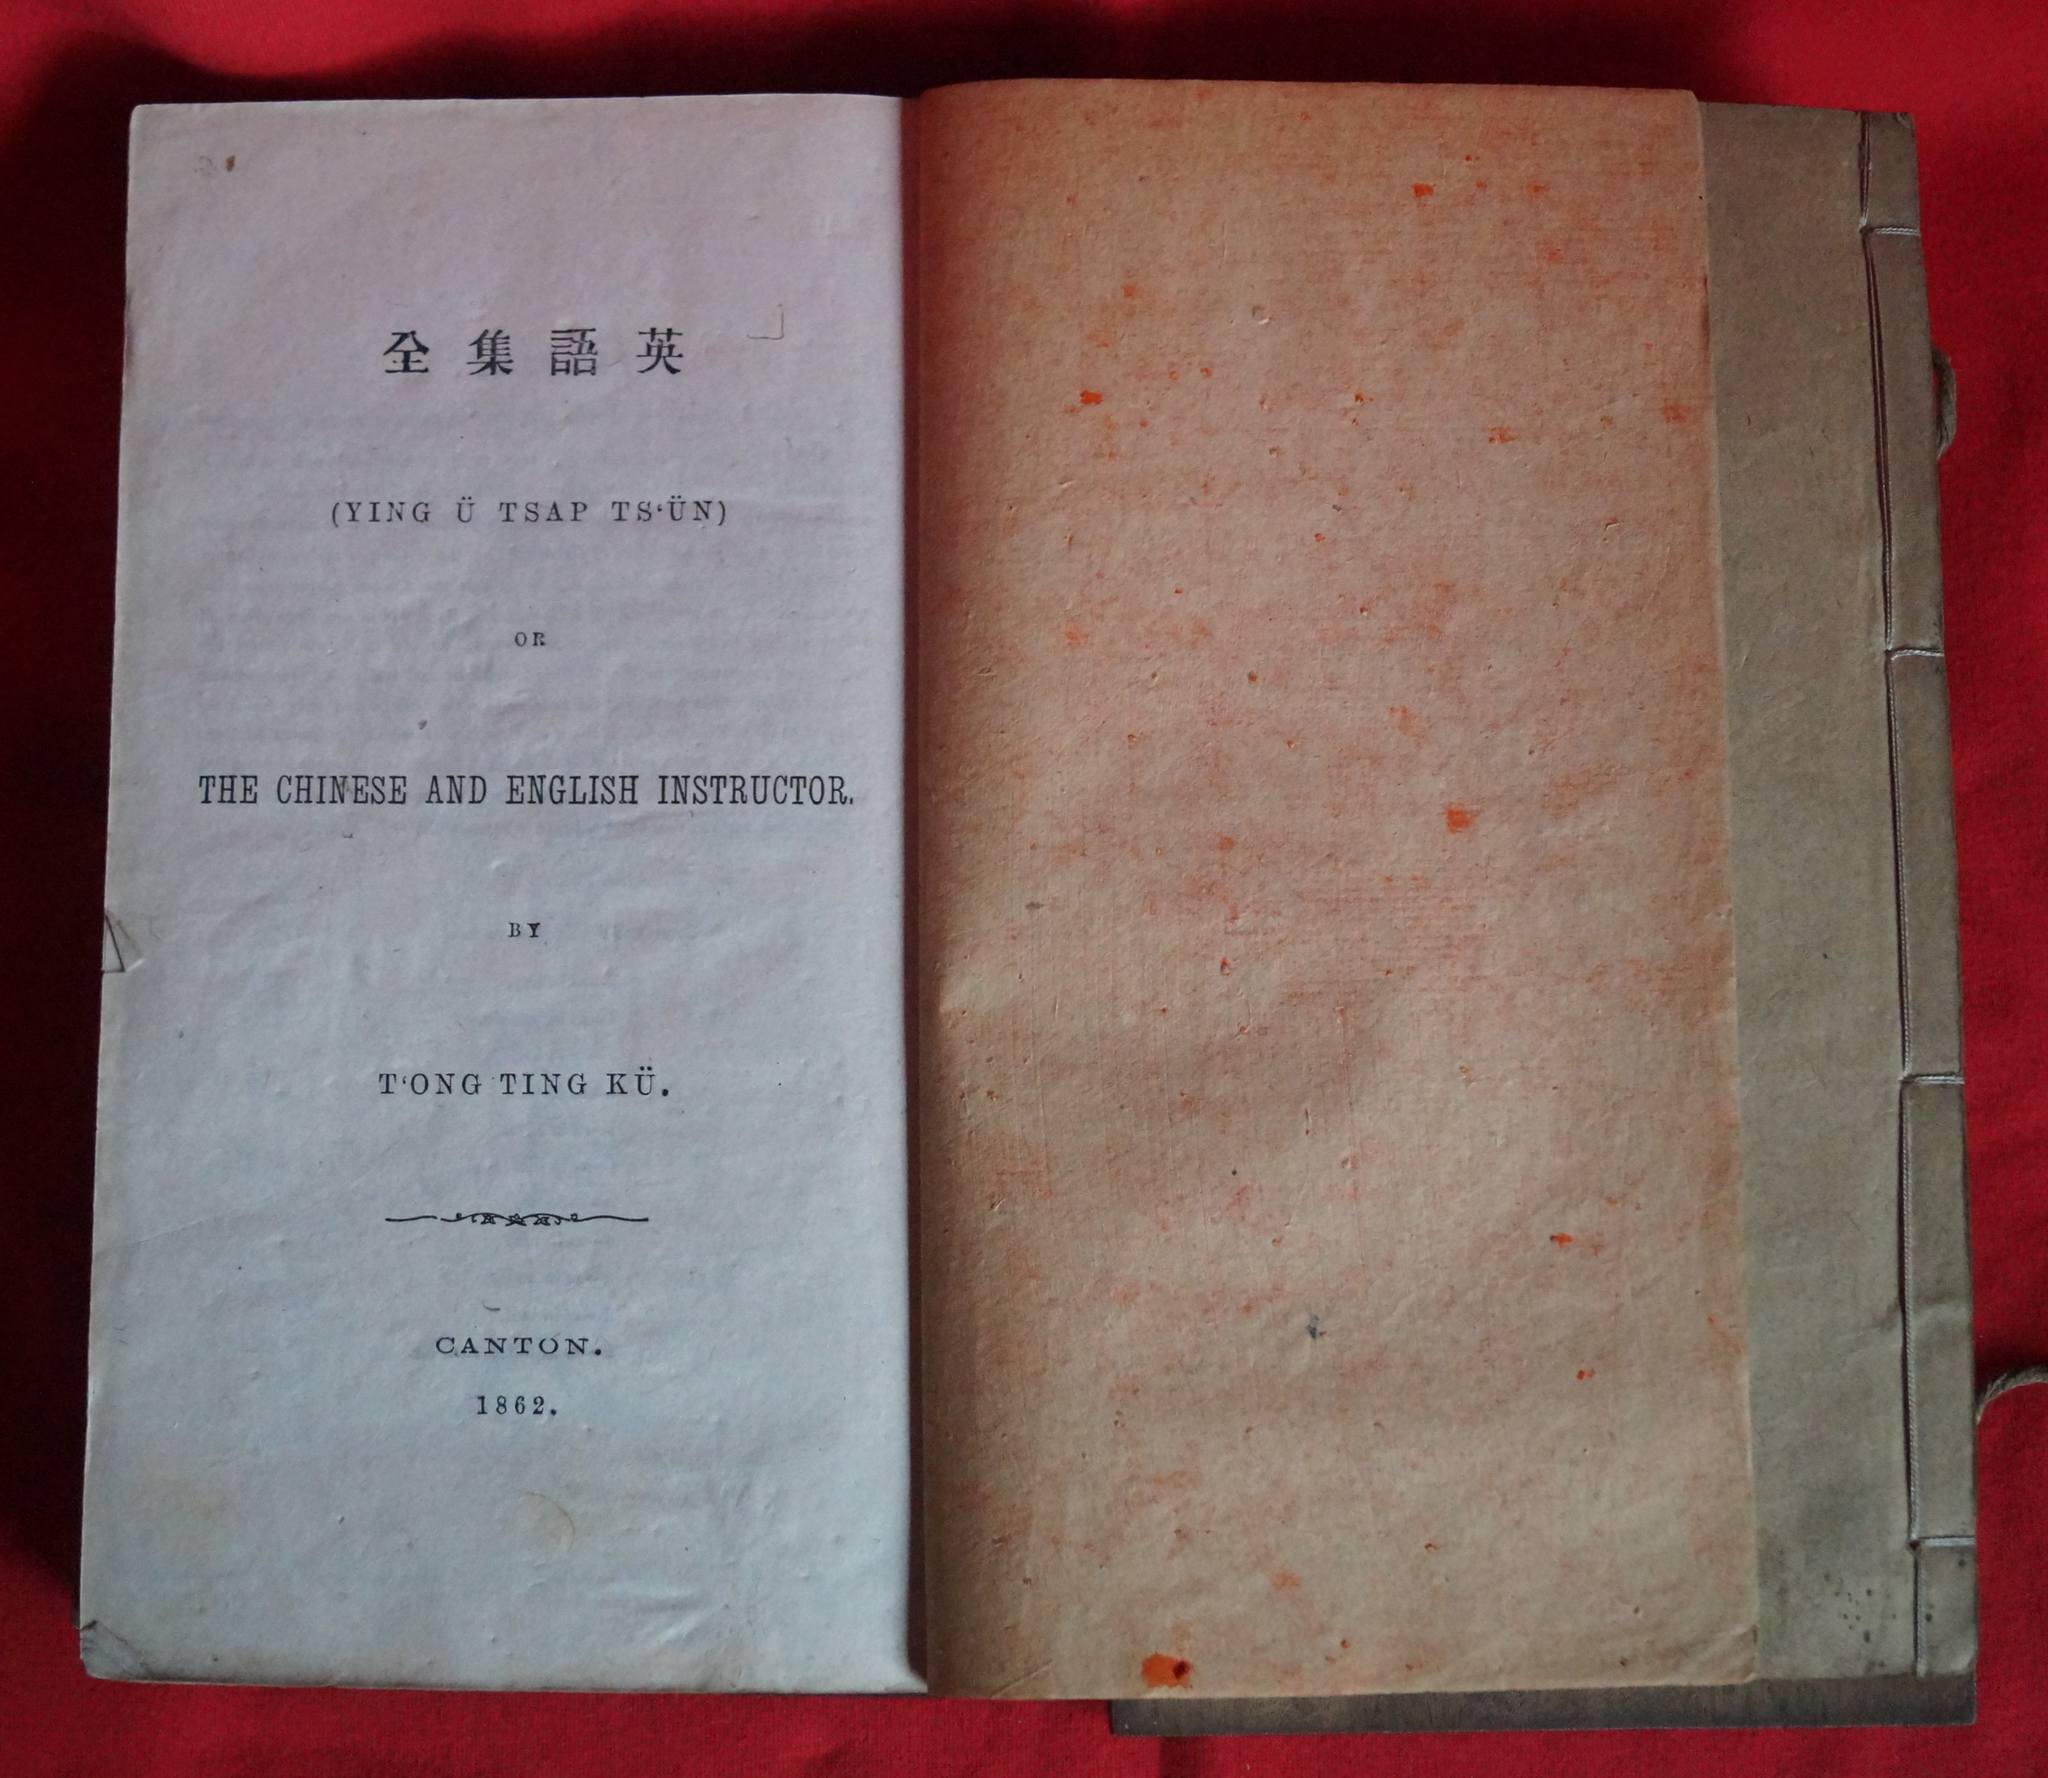 英語集全
(YING Ü TSAP TS‘ÜN)
OR
THE CHINESE AND ENGLISH INSTRUCTOR.
BY
T‘ONG TING KÜ.
CANTON.
1862.